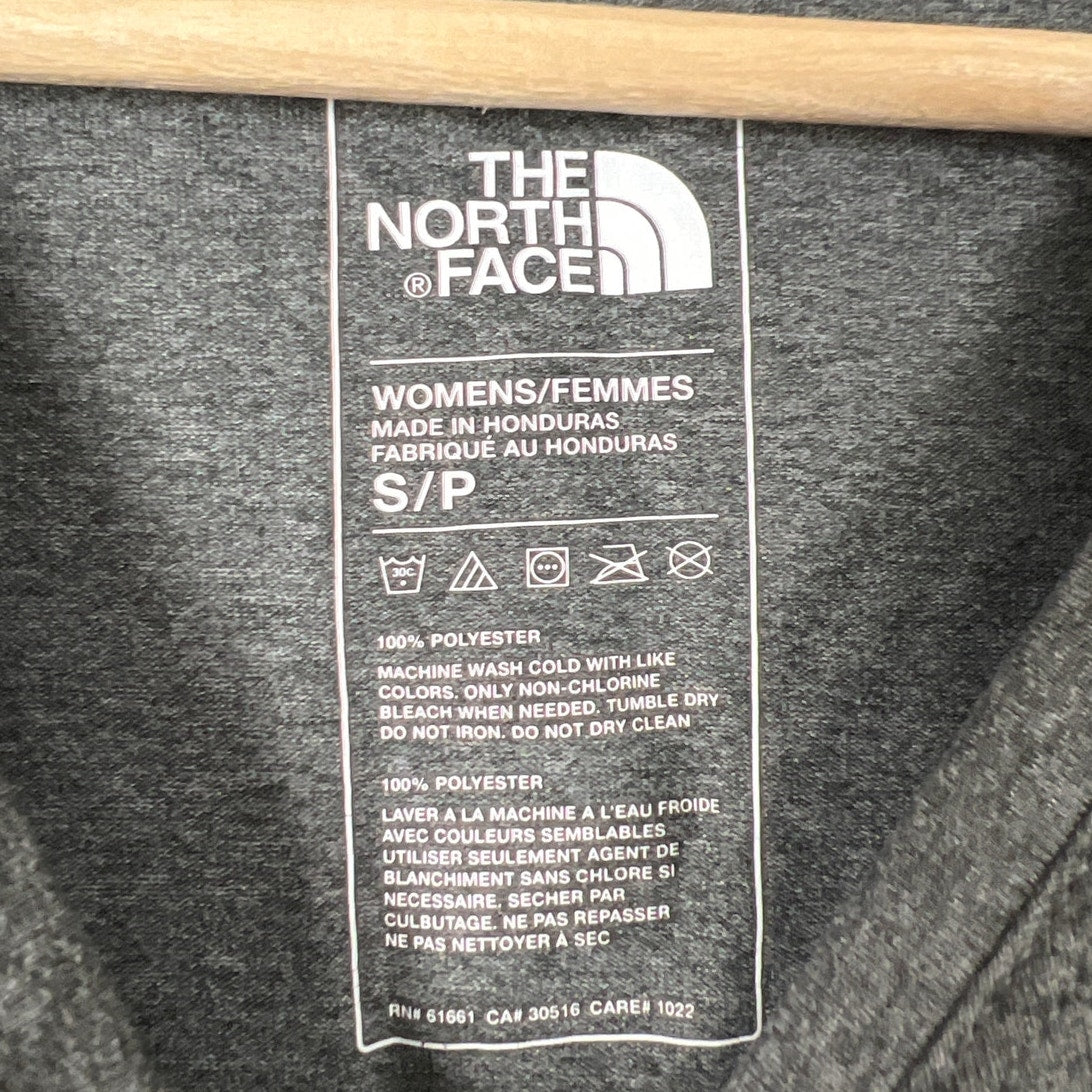 THE
NORTH
®FACE
WOMENS/FEMMES
MADE IN HONDURAS
FABRIQUÉ AU HONDURAS
S/P
30C
100% POLYESTER
MACHINE WASH COLD WITH LIKE
COLORS. ONLY NON-CHLORINE
BLEACH WHEN NEEDED. TUMBLE DRY
DO NOT IRON. DO NOT DRY CLEAN
100% POLYESTER
LAVER A LA MACHINE A L'EAU FROIDE
AVEC COULEURS SEMBLABLES
UTILISER SEULEMENT AGENT DE
BLANCHIMENT SANS CHLORE SI
NECESSAIRE. SECHER PAR
CULBUTAGE. NE PAS REPASSER
NE PAS NETTOYER À SEC
RN# 61661 CA# 30516 CARE# 1022